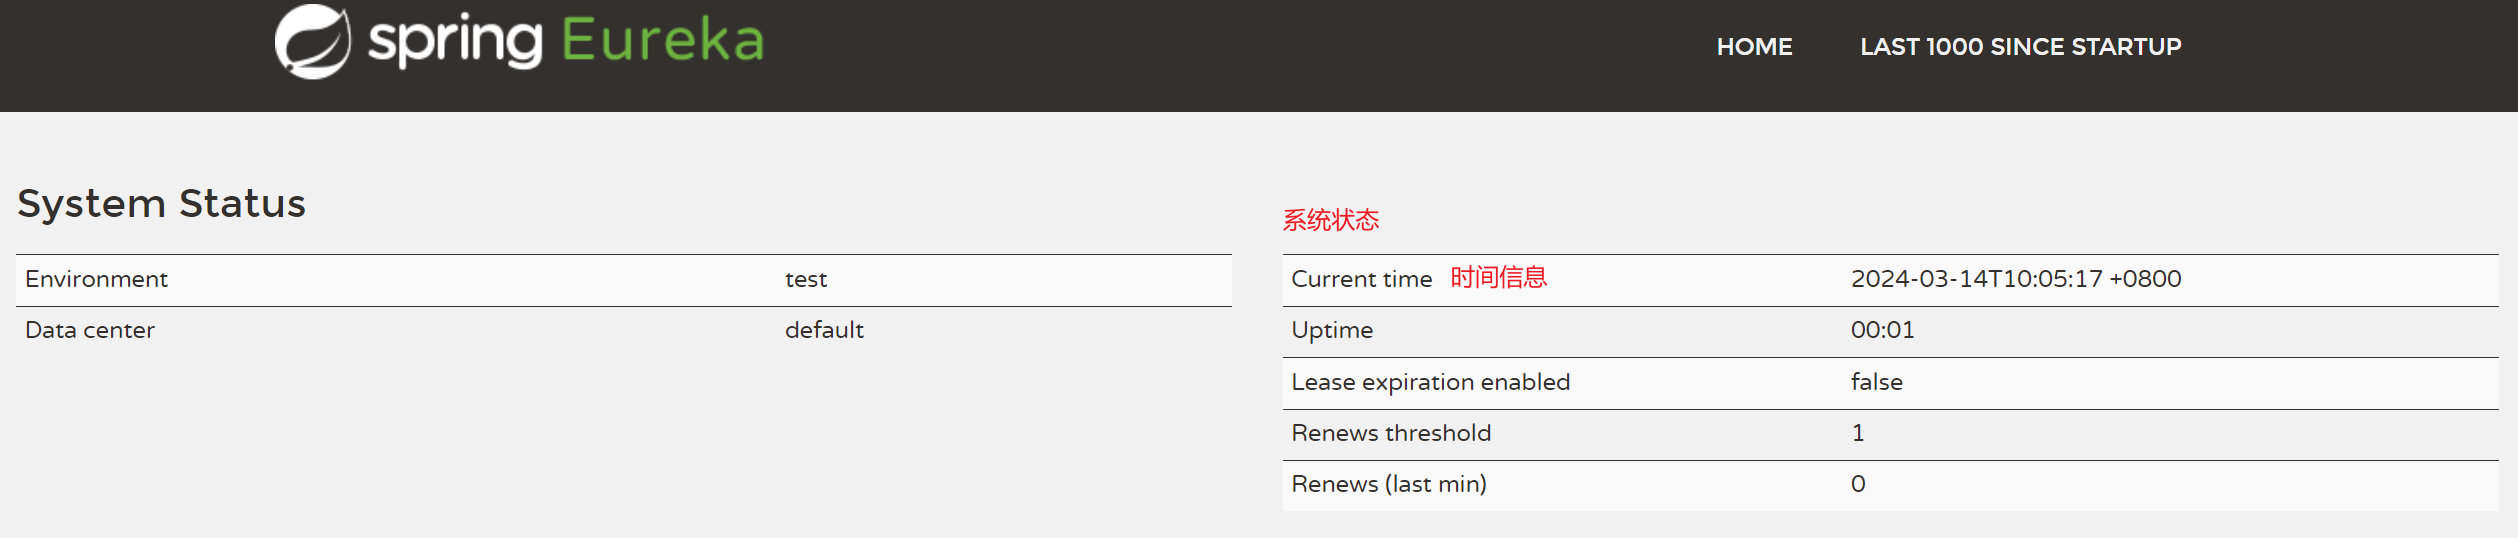 spring Eureka
HOME LAST 1000 SINCE STARTUP
System Status
系统状态
Environment test
Data center default
Current time 时间信息 2024-03-14T10:05:17 +0800
Uptime 00:01
Lease expiration enabled false
Renews threshold 1
Renews (last min) 0